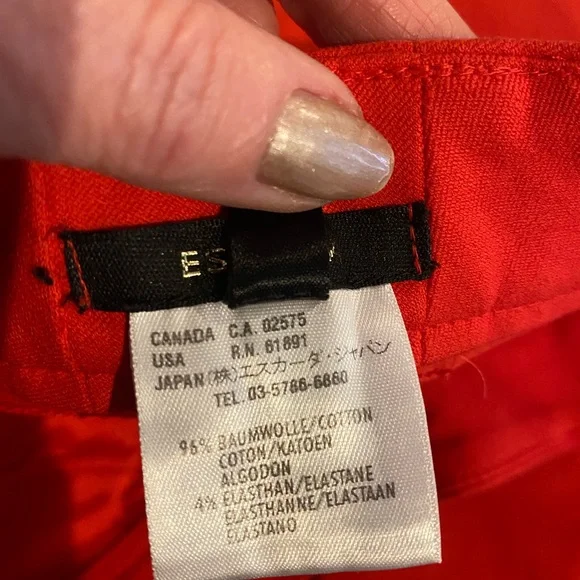 ES
CANADA C.A. 02575
USA R.N. 61891
JAPAN (株)エスカーダ・ジャパン
TEL. 03-5786-6860
96% BAUMWOLLE/COTTON
COTON/KATOEN
ALGODON
4% ELASTHAN/ELASTANE
ELASTHANNE/ELASTAAN
ELASTANO